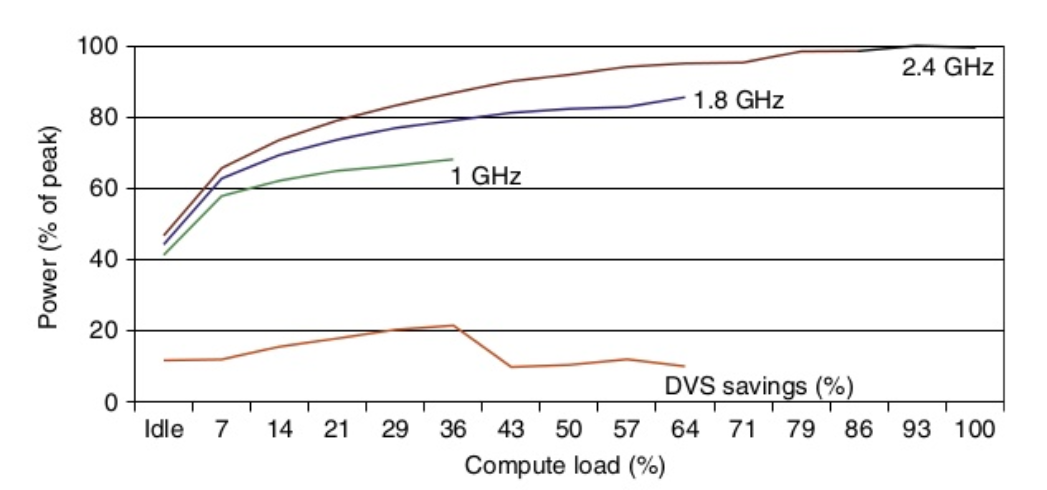 100
80
60
40
20
0
Power (% of peak)
2.4 GHz
1.8 GHz
1 GHz
DVS savings (%)
Idle 7 14 21 29 36 43 50 57 64 71 79 86 93 100
Compute load (%)